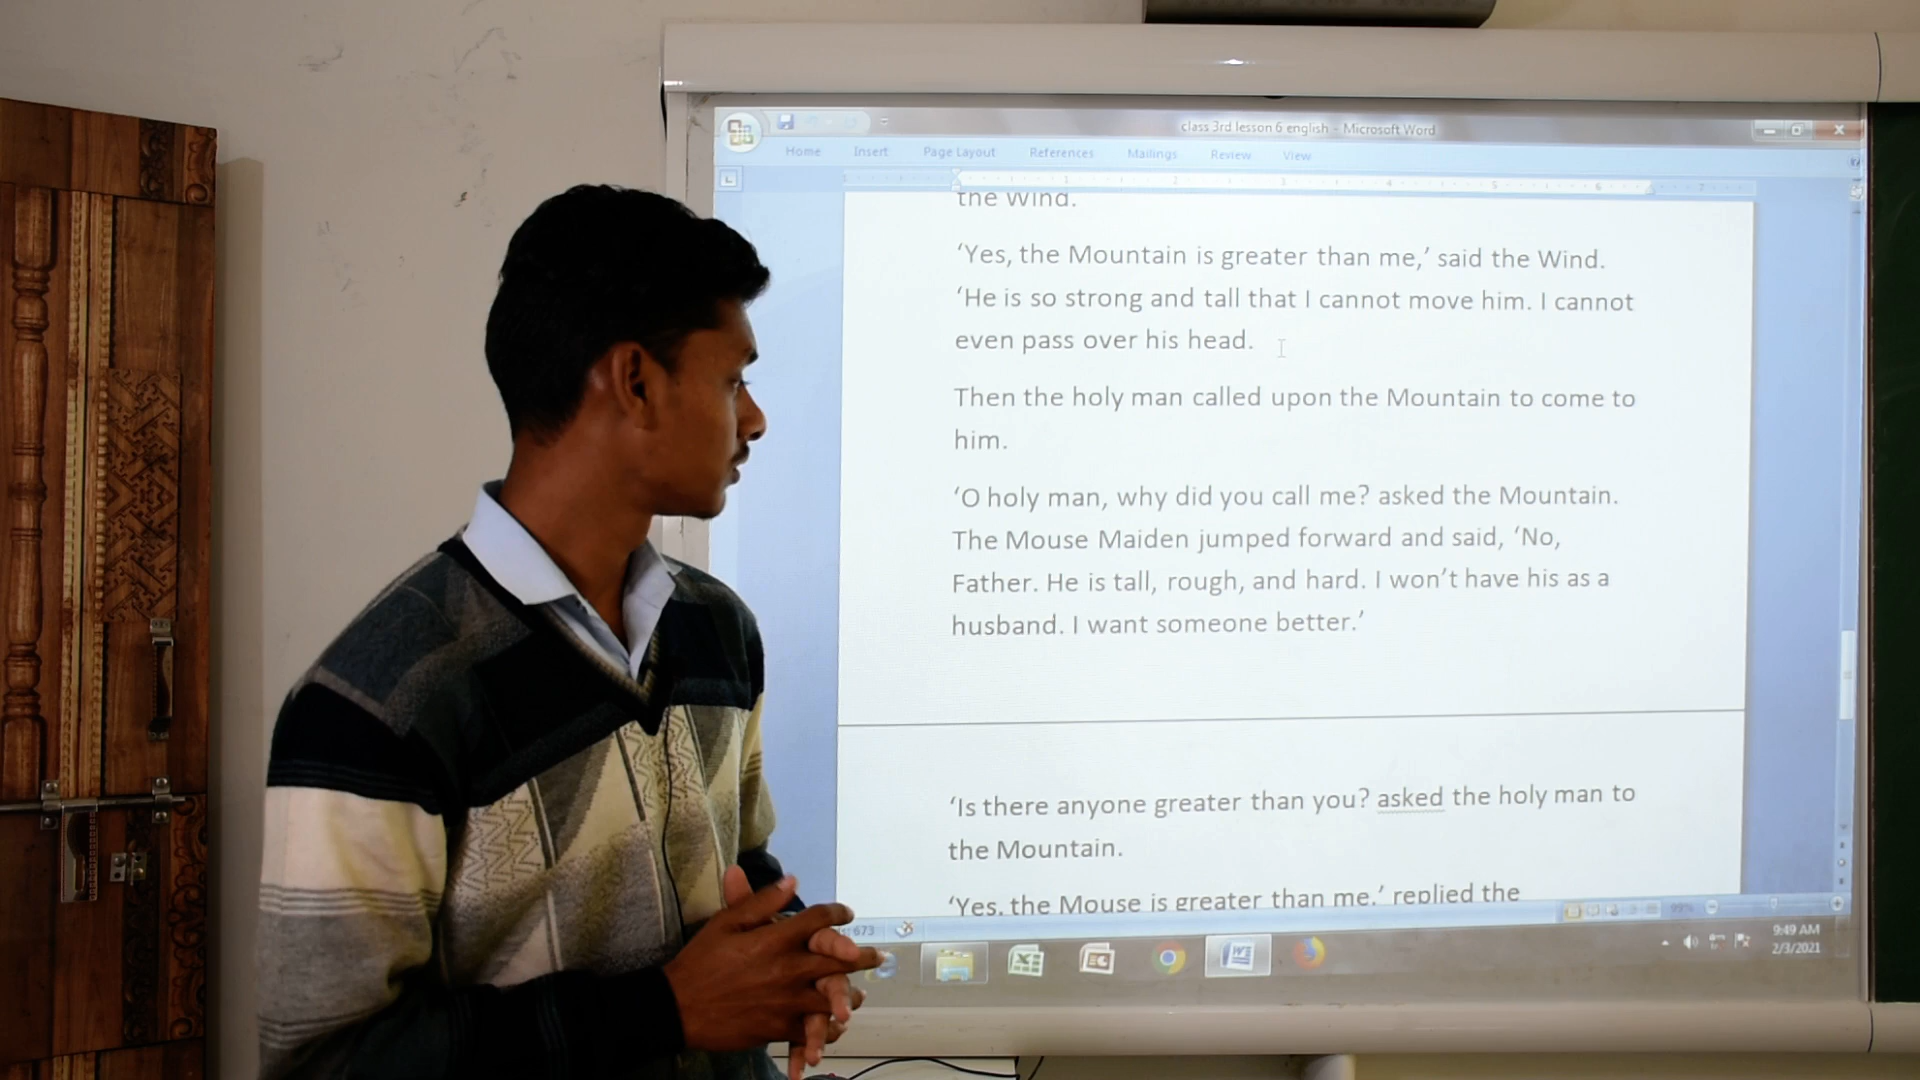 class 3rd lesson 6 english - Microsoft Word
Home Insert Page Layout References Mailings Review View
the Wind.
‘Yes, the Mountain is greater than me,’ said the Wind.
‘He is so strong and tall that I cannot move him. I cannot
even pass over his head.
Then the holy man called upon the Mountain to come to
him.
‘O holy man, why did you call me? asked the Mountain.
The Mouse Maiden jumped forward and said, ‘No,
Father. He is tall, rough, and hard. I won’t have his as a
husband. I want someone better.’
‘Is there anyone greater than you? asked the holy man to
the Mountain.
‘Yes, the Mouse is greater than me,’ replied the
673
99%
9:49 AM
2/3/2021